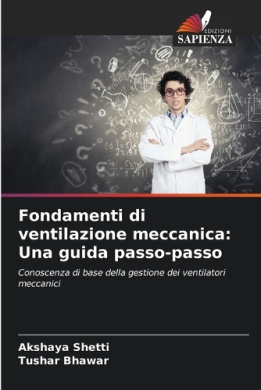 EDIZIONI
SAPIENZA
Fondamenti di
ventilazione meccanica:
Una guida passo-passo
Conoscenza di base della gestione dei ventilatori
meccanici
Akshaya Shetti
Tushar Bhawar